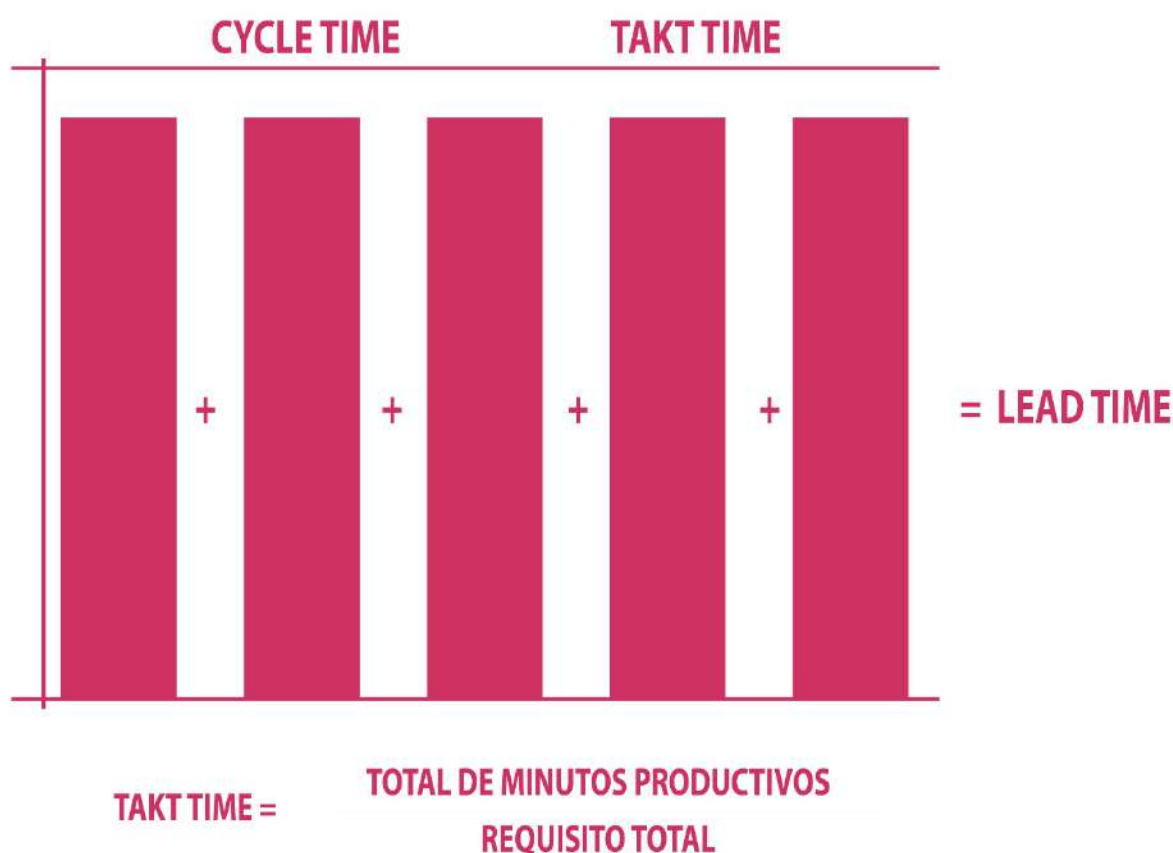 CYCLE TIME TAKT TIME
+ + + + = LEAD TIME
TOTAL DE MINUTOS PRODUCTIVOS
TAKT TIME =
REQUISITO TOTAL